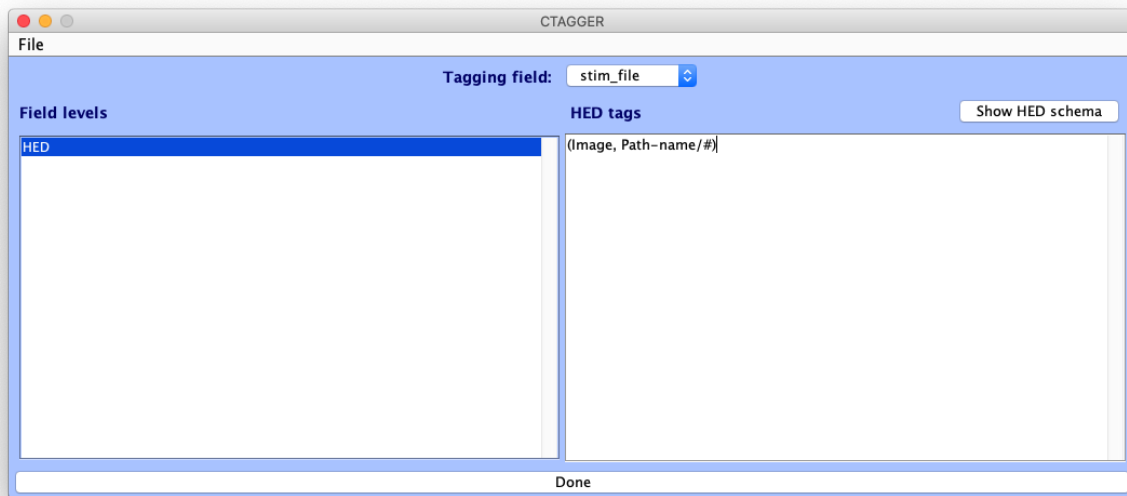 CTAGGER
File
Tagging field: stim_file
Field levels
HED tags
Show HED schema
HED
(Image, Path-name/#)
Done